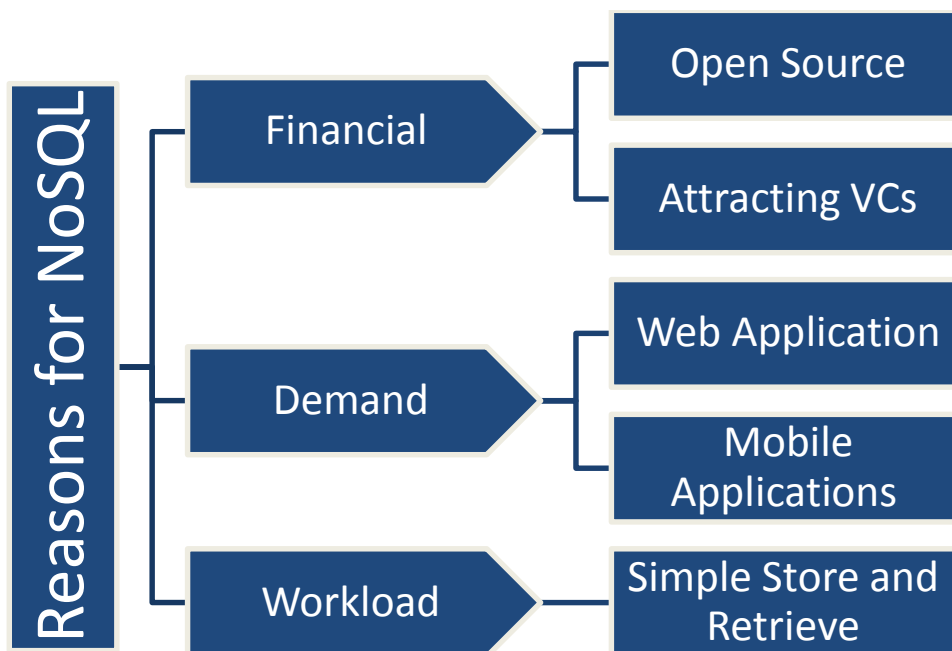 Reasons for NoSQL
Financial
Open Source
Attracting VCs
Demand
Web Application
Mobile
Applications
Workload
Simple Store and
Retrieve